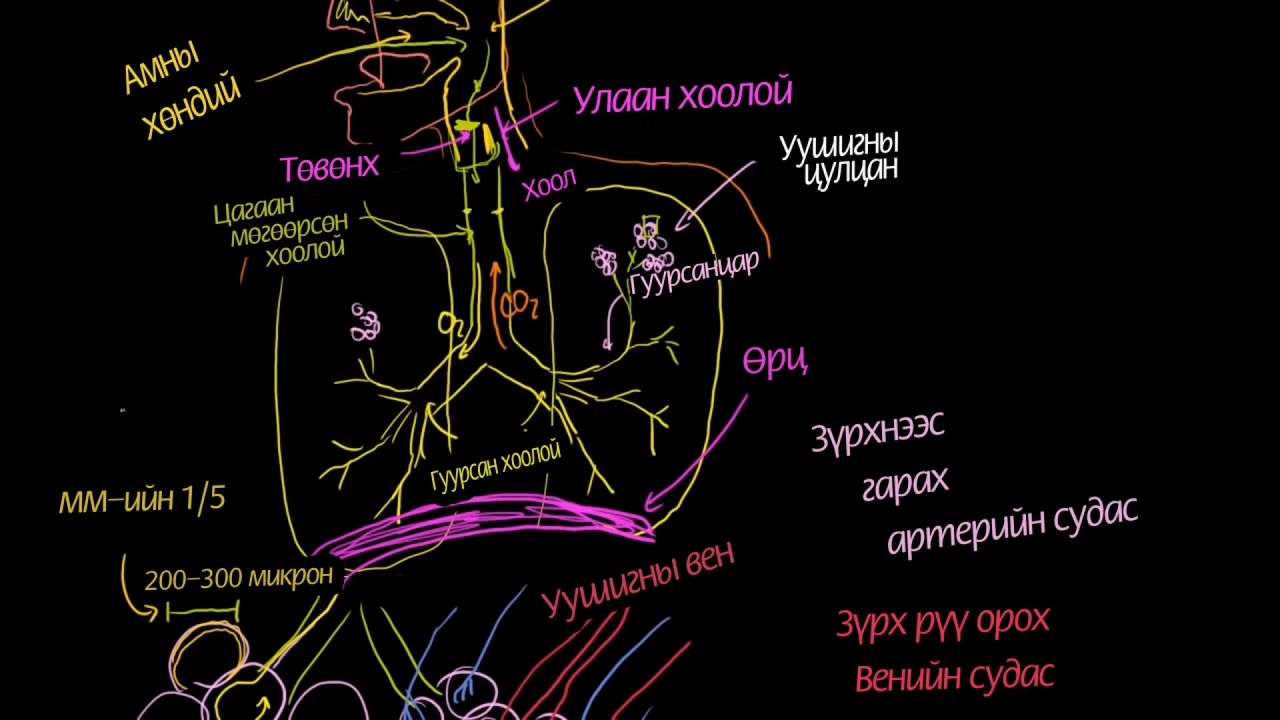 Амны
хөндий
Улаан хоолой
Төвөнх
Уушигны
цулцан
Хоол
Цагаан
мөгөөрсөн
хоолой
Гуурсанцар
O₂
CO₂
Өрц
Гуурсан хоолой
Зүрхнээс
гарах
артерийн судас
ММ-ийн 1/5
200-300 микрон
Уушигны вен
Зүрх рүү орох
Венийн судас